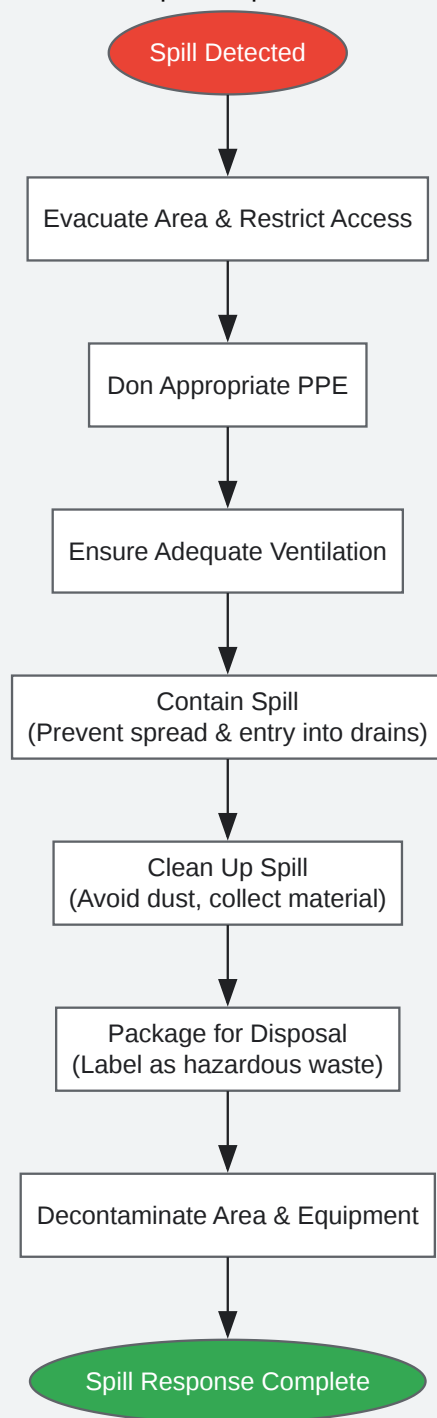 Spill Detected
Evacuate Area & Restrict Access
Don Appropriate PPE
Ensure Adequate Ventilation
Contain Spill
(Prevent spread & entry into drains)
Clean Up Spill
(Avoid dust, collect material)
Package for Disposal
(Label as hazardous waste)
Decontaminate Area & Equipment
Spill Response Complete